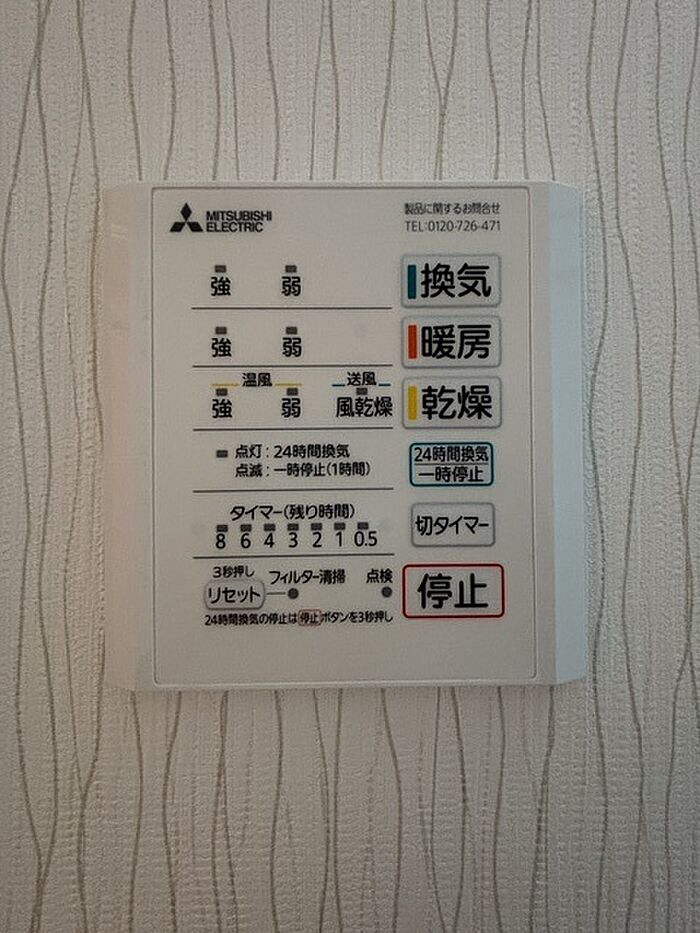 MITSUBISHI
ELECTRIC
製品に関するお問合せ
TEL:0120-726-471
強 弱 換気
強 弱 暖房
温風 送風
強 弱 風乾燥 乾燥
点灯:24時間換気
点滅:一時停止(1時間)
24時間換気
一時停止
タイマー(残り時間)
8 6 4 3 2 1 0.5
切タイマー
3秒押し
リセット フィルター清掃 点検
停止
24時間換気の停止は停止ボタンを3秒押し